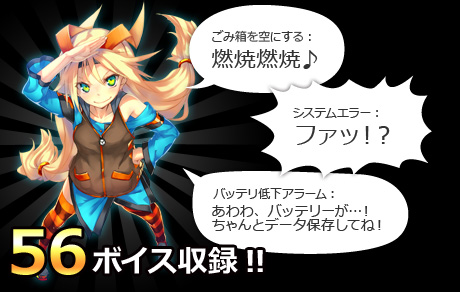 ごみ箱を空にする：
燃焼燃焼♪
システムエラー：
ファッ！？
バッテリ低下アラーム：
あわわ、バッテリーが…！
ちゃんとデータ保存してね！
56ボイス収録!!